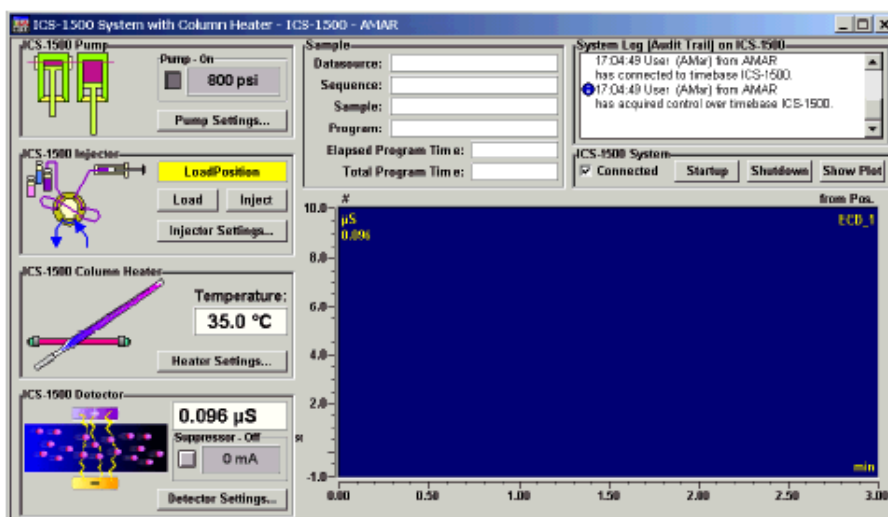 ICS-1500 System with Column Heater - ICS-1500 - AMAR
ICS-1500 Pump
Pump - On
800 psi
Pump Settings...
ICS-1500 Injector
LoadPosition
Load
Inject
Injector Settings...
ICS-1500 Column Heater
Temperature:
35.0 °C
Heater Settings...
ICS-1500 Detector
0.096 µS
Suppressor - Off
0 mA
Detector Settings...
Sample
Datasource:
Sequence:
Sample:
Program:
Elapsed Program Time:
Total Program Time:
System Log (Audit Trail) on ICS-1500
17:04:49 User (AMar) from AMAR
has connected to timebase ICS-1500.
17:04:49 User (AMar) from AMAR
has acquired control over timebase ICS-1500.
ICS-1500 System
Connected
Startup
Shutdown
Show Plot
#
from Pos.
µS
0.096
ECD_1
10.0
8.0
6.0
4.0
2.0
-1.0
min
0.00 0.50 1.00 1.50 2.00 2.50 3.00